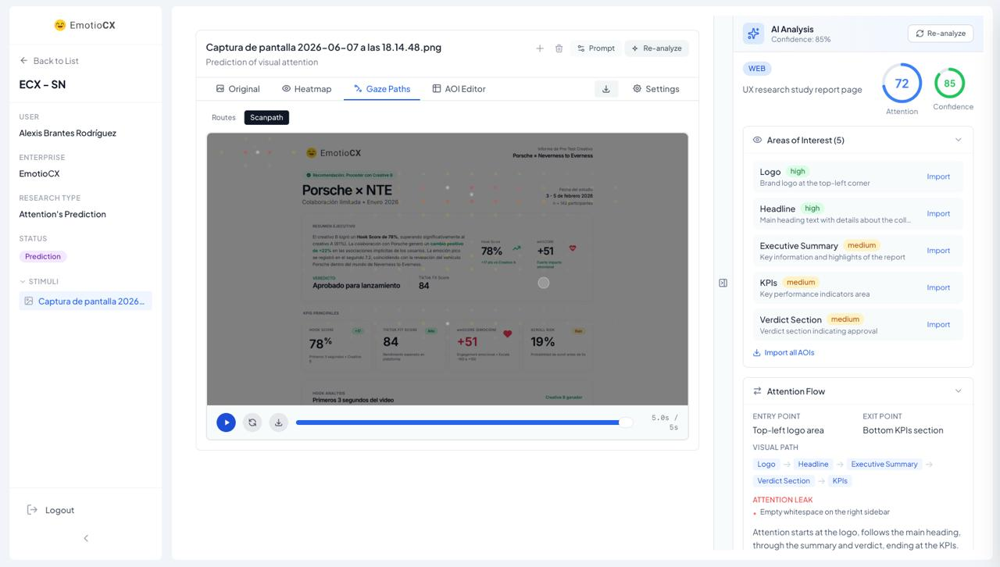 EmotioCX
Back to List
ECX - SN
USER
Alexis Brantes Rodríguez
ENTERPRISE
EmotioCX
RESEARCH TYPE
Attention's Prediction
STATUS
Prediction
STIMULI
Captura de pantalla 2026...
Logout
Captura de pantalla 2026-06-07 a las 18.14.48.png
Prediction of visual attention
Prompt
Re-analyze
Original
Heatmap
Gaze Paths
AOI Editor
Settings
Routes
Scanpath
EmotioCX
Informe de Pre-Test Creativo
Porsche × Neverness to Everness
Recomendación: Proceder con Creativo B
Porsche × NTE
Colaboración limitada • Enero 2026
Fecha del estudio
3 - 5 de febrero 2026
n = 162 participantes
RESUMEN EJECUTIVO
El creativo B logró un Hook Score de 78%, superando significativamente al
creativo A (61%). La colaboración con Porsche generó un cambio positivo
de +22% en las asociaciones implícitas de los usuarios. La emoción pico
se registró en el segundo 7.2, coincidiendo con la revelación del vehículo
Porsche dentro del mundo de Neverness to Everness.
Hook Score
78%
+17 pts vs Creativo A
emSCORE
+51
Fuerte impacto
emocional
VEREDICTO
Aprobado para lanzamiento
TikTok Fit Score
84
KPIS PRINCIPALES
HOOK SCORE
+17
78%
Primeros 3 segundos • Creativo
B
TIKTOK FIT SCORE
Alto
84
Rendimiento estimado en
plataforma
emSCORE (EMOCIÓN)
+51
Engagement emocional • Escala
-100 a +100
SCROLL RISK
Bajo
19%
Probabilidad de scroll antes de 5s
HOOK ANALYSIS
Primeros 3 segundos del video
Creativo B ganador
5.0s /
5s
AI Analysis
Confidence: 85%
Re-analyze
WEB
UX research study report page
72
Attention
85
Confidence
Areas of Interest (5)
Logo high
Brand logo at the top-left corner
Import
Headline high
Main heading text with details about the coll...
Import
Executive Summary medium
Key information and highlights of the report
Import
KPIs medium
Key performance indicators area
Import
Verdict Section medium
Verdict section indicating approval
Import
Import all AOIs
Attention Flow
ENTRY POINT
Top-left logo area
EXIT POINT
Bottom KPIs section
VISUAL PATH
Logo → Headline → Executive Summary →
Verdict Section → KPIs
ATTENTION LEAK
• Empty whitespace on the right sidebar
Attention starts at the logo, follows the main heading,
through the summary and verdict, ending at the KPIs.